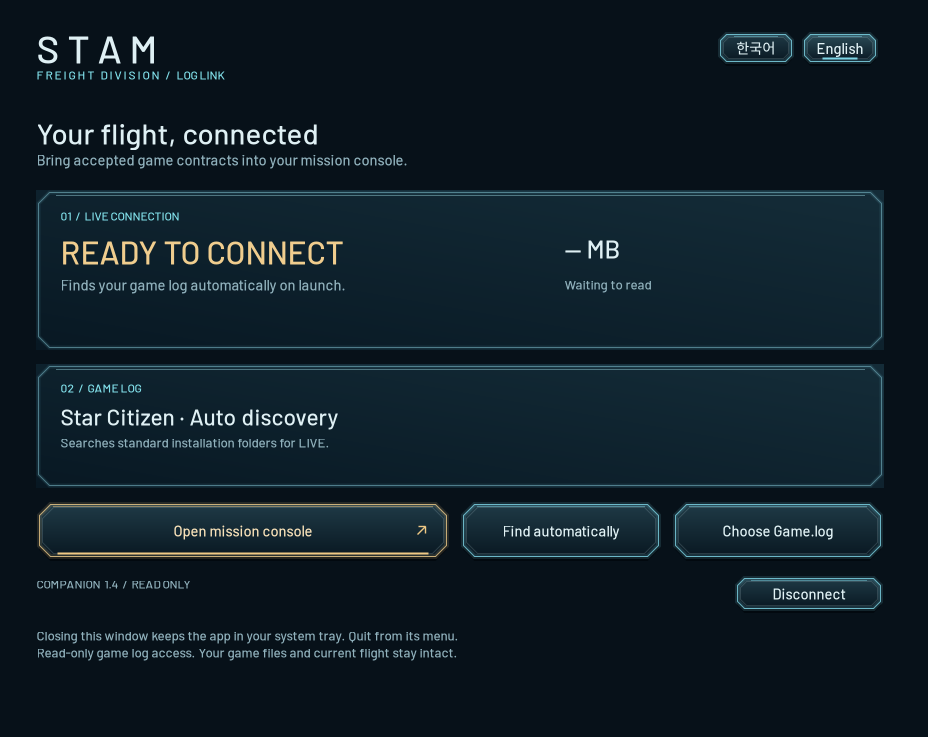 STAM
FREIGHT DIVISION / LOGLINK
한국어
English
Your flight, connected
Bring accepted game contracts into your mission console.
01 / LIVE CONNECTION
READY TO CONNECT
Finds your game log automatically on launch.
— MB
Waiting to read
02 / GAME LOG
Star Citizen · Auto discovery
Searches standard installation folders for LIVE.
Open mission console
Find automatically
Choose Game.log
COMPANION 1.4 / READ ONLY
Disconnect
Closing this window keeps the app in your system tray. Quit from its menu.
Read-only game log access. Your game files and current flight stay intact.